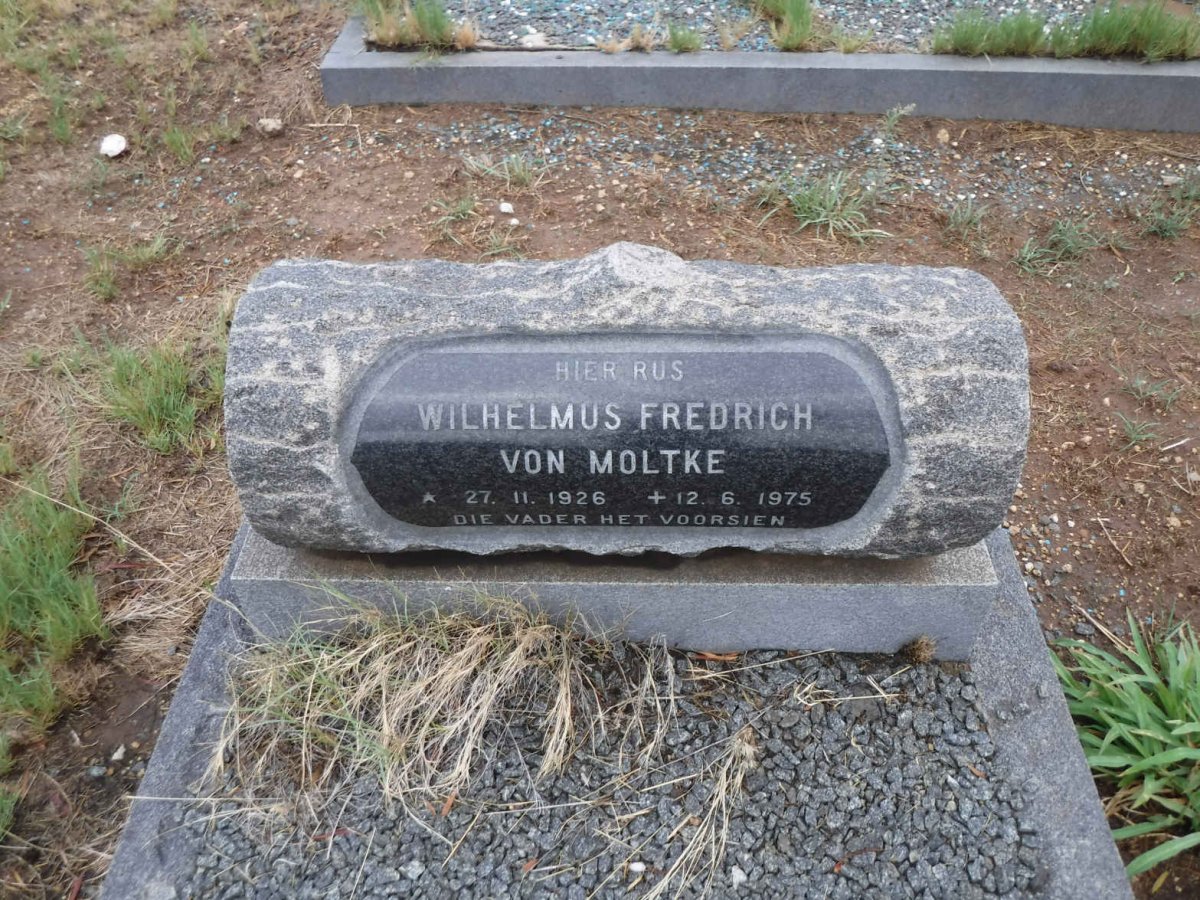 HIER RUS
WILHELMUS FREDRICH
VON MOLTKE
★ 27. 11. 1926 ✝ 12. 6. 1975
DIE VADER HET VOORSIEN